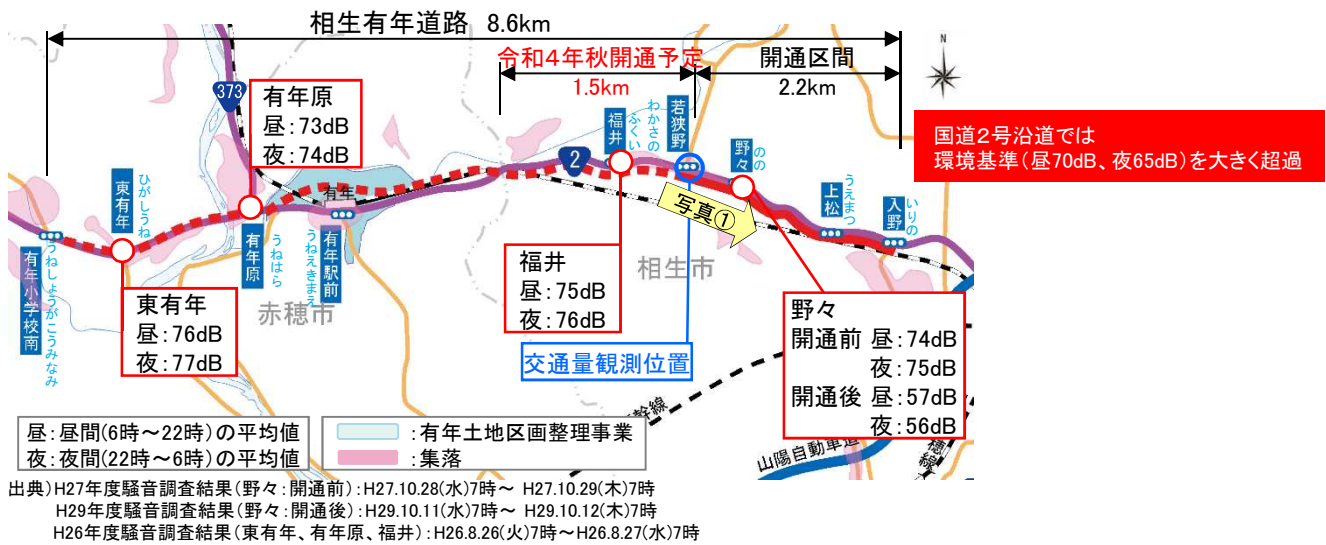 相生有年道路 8.6km
令和4年秋開通予定
1.5km
開通区間
2.2km
N
国道2号沿道では
環境基準(昼70dB、夜65dB)を大きく超過
373
有年原
昼:73dB
夜:74dB
2
福井
ふくい
若狭野
わかさの
野々
のの
上松
うえまつ
入野
いりの
東有年
ひがしうね
有年
有年原
うねはら
有年駅前
うねえきまえ
有年小学校南
うねしょうがこうみなみ
写真①
相生市
赤穂市
東有年
昼:76dB
夜:77dB
福井
昼:75dB
夜:76dB
交通量観測位置
野々
開通前 昼:74dB
夜:75dB
開通後 昼:57dB
夜:56dB
幹線
山陽自動車道
穂線
昼:昼間(6時~22時)の平均値
夜:夜間(22時~6時)の平均値
:有年土地区画整理事業
:集落
出典)H27年度騒音調査結果(野々:開通前):H27.10.28(水)7時~ H27.10.29(木)7時
H29年度騒音調査結果(野々:開通後):H29.10.11(水)7時~ H29.10.12(木)7時
H26年度騒音調査結果(東有年、有年原、福井):H26.8.26(火)7時~H26.8.27(水)7時